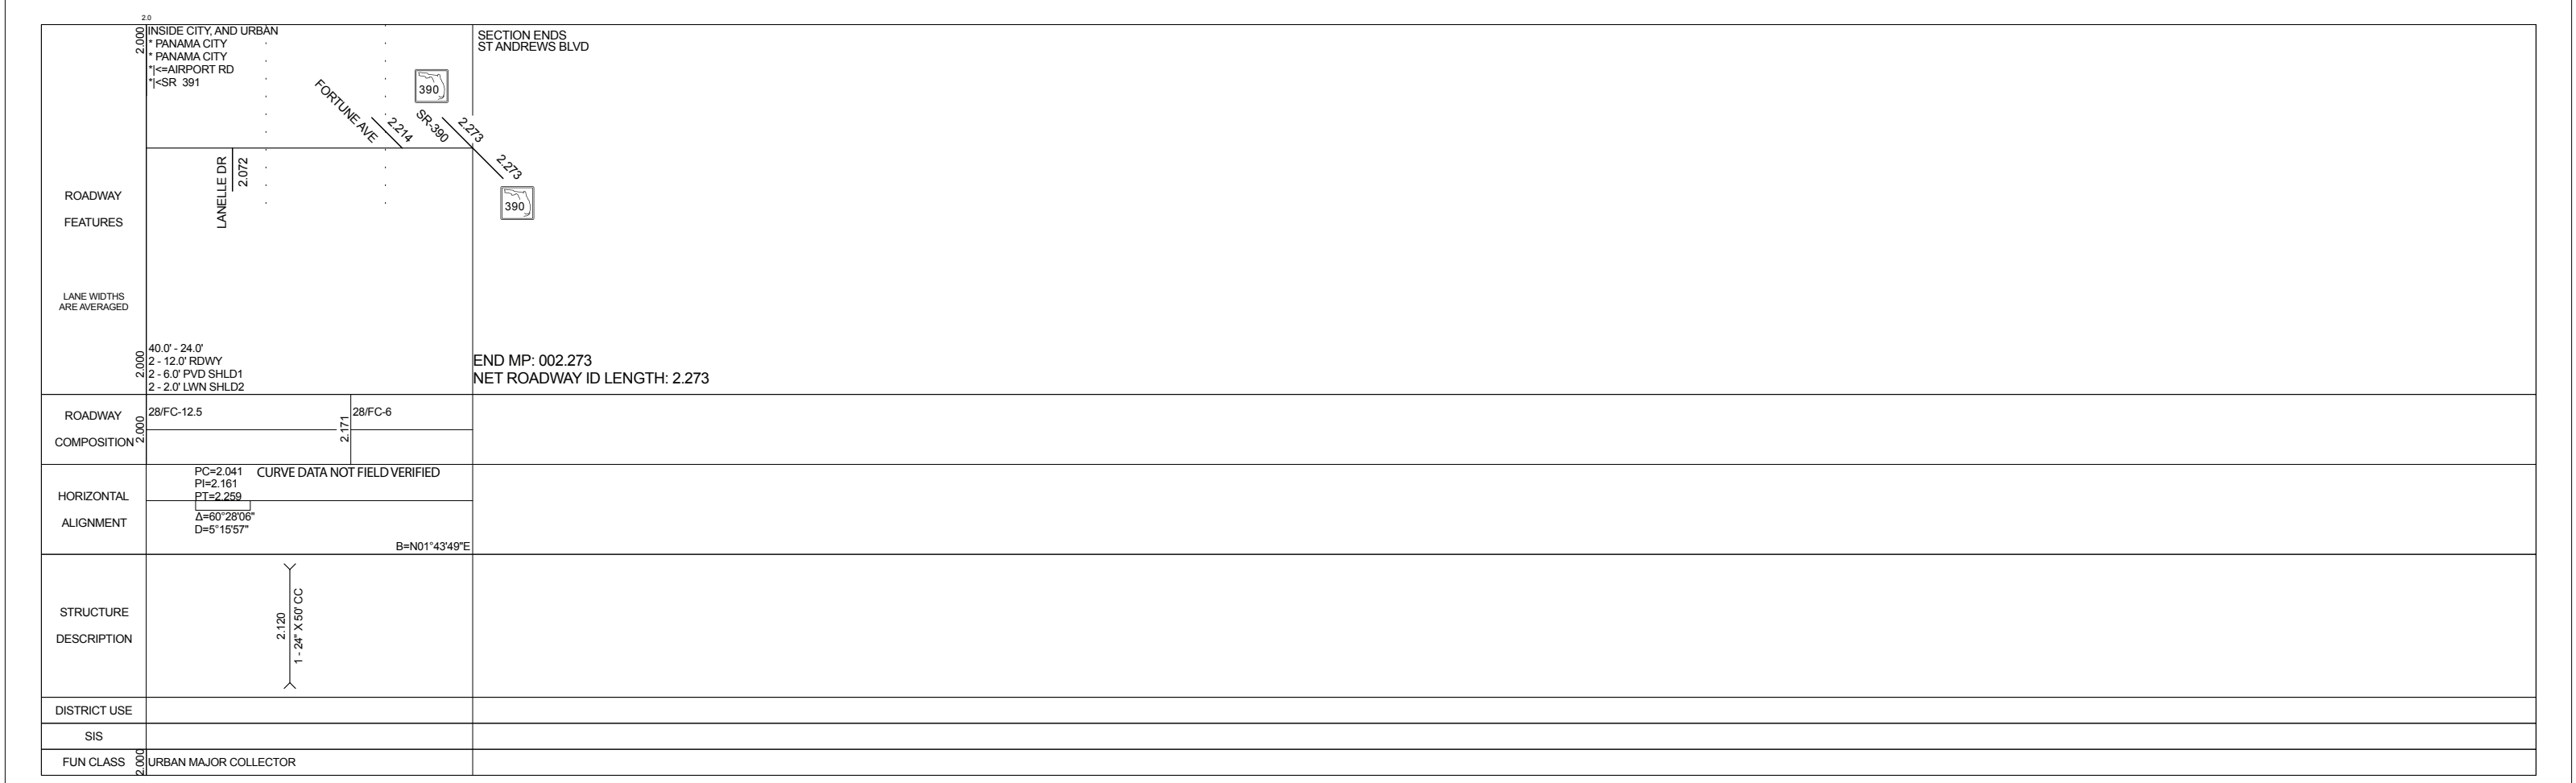 2.0
2.000
INSIDE CITY, AND URBAN
* PANAMA CITY
* PANAMA CITY
*|<=AIRPORT RD
*|<SR 391
SECTION ENDS
ST ANDREWS BLVD
390
FORTUNE AVE
2.214
SR-390
2.273
2.273
390
LANELLE DR
2.072
ROADWAY
FEATURES
LANE WIDTHS
ARE AVERAGED
2.000
40.0' - 24.0'
2 - 12.0' RDWY
2 - 6.0' PVD SHLD1
2 - 2.0' LWN SHLD2
END MP: 002.273
NET ROADWAY ID LENGTH: 2.273
ROADWAY
COMPOSITION
2.000
28/FC-12.5
2.171
28/FC-6
HORIZONTAL
ALIGNMENT
PC=2.041
PI=2.161
PT=2.259
CURVE DATA NOT FIELD VERIFIED
Δ=60°28'06"
D=5°15'57"
B=N01°43'49"E
STRUCTURE
DESCRIPTION
2.120
1 - 24" X 50' CC
DISTRICT USE
SIS
FUN CLASS
2.000
URBAN MAJOR COLLECTOR